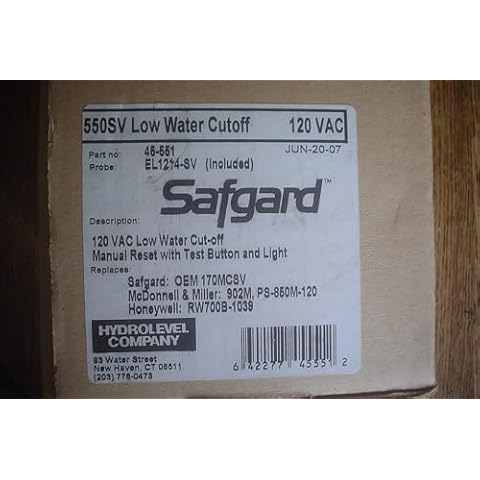 550SV Low Water Cutoff 120 VAC
Part no: 45-551 JUN-20-07
Probe: EL1214-SV (Included)
Safgard™
Description:
120 VAC Low Water Cut-off
Manual Reset with Test Button and Light
Replaces:
Safgard: OEM 170MCSV
McDonnell & Miller: 902M, PS-850M-120
Honeywell: RW700B-1039
HYDROLEVEL
COMPANY
83 Water Street
New Haven, CT 06511
(203) 776-0473
6 42277 45551 2